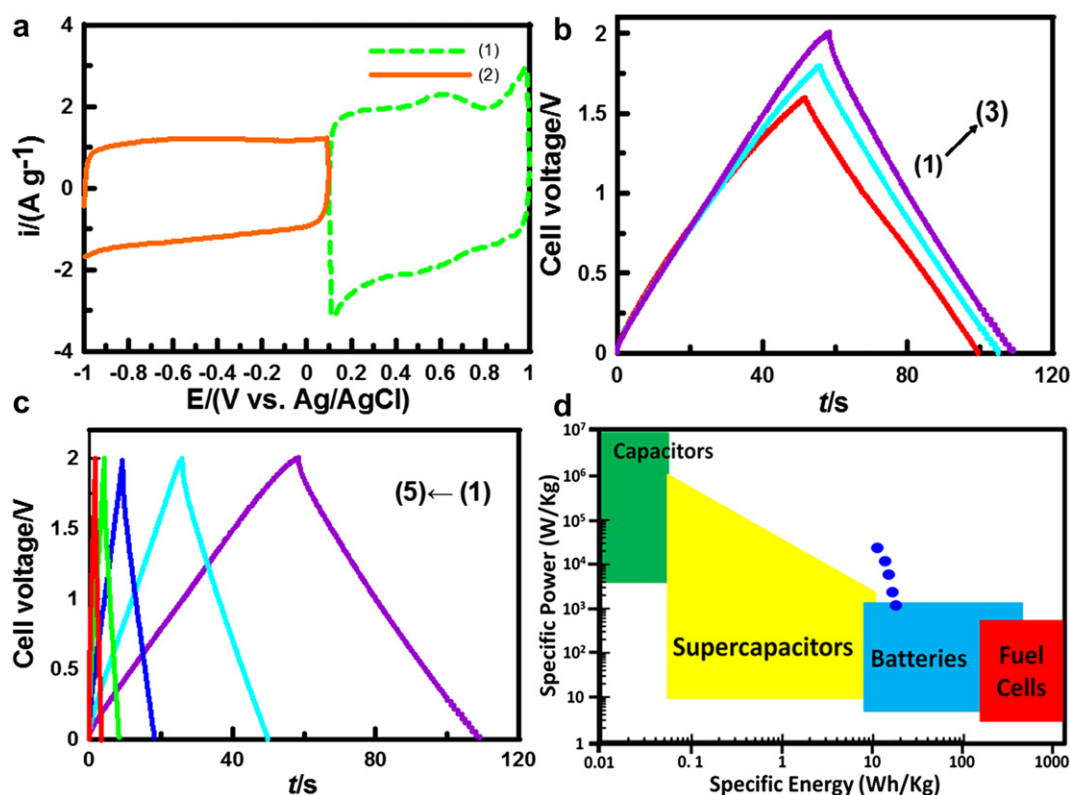 a
4
2
0
-2
-4
i/(A g-1)
(1)
(2)
-1 -0.8 -0.6 -0.4 -0.2 0 0.2 0.4 0.6 0.8 1
E/(V vs. Ag/AgCl)
b
2
1.5
1
0.5
0
Cell voltage/V
(3)
(1)
0 40 80 120
t/s
c
2
1.5
1
0.5
0
Cell voltage/V
(5)← (1)
0 40 80 120
t/s
d
10⁷
10⁶
10⁵
10⁴
10³
10²
10
1
Specific Power (W/Kg)
Capacitors
Supercapacitors
Batteries
Fuel
Cells
0.01 0.1 1 10 100 1000
Specific Energy (Wh/Kg)